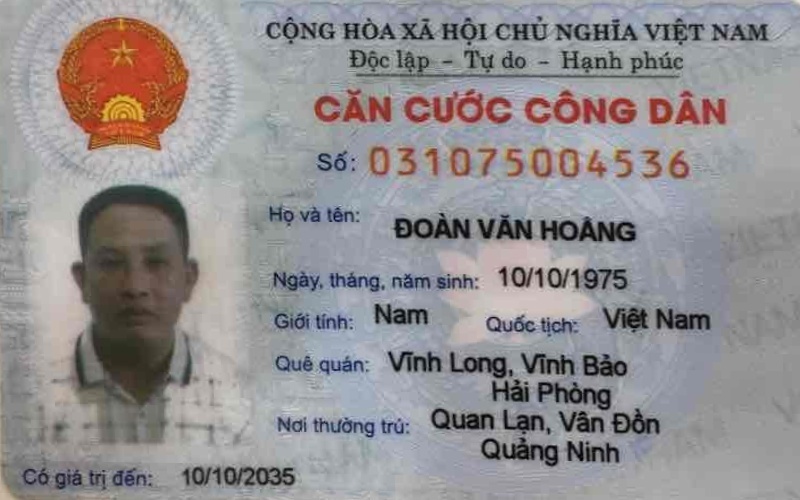 CỘNG HÒA XÃ HỘI CHỦ NGHĨA VIỆT NAM
Độc lập - Tự do - Hạnh phúc
CĂN CƯỚC CÔNG DÂN
Số: 031075004536
Họ và tên: ĐOÀN VĂN HOÂNG
Ngày, tháng, năm sinh: 10/10/1975
Giới tính: Nam Quốc tịch: Việt Nam
Quê quán: Vĩnh Long, Vĩnh Bảo
Hải Phòng
Nơi thường trú: Quan Lạn, Vân Đồn
Quảng Ninh
Có giá trị đến: 10/10/2035